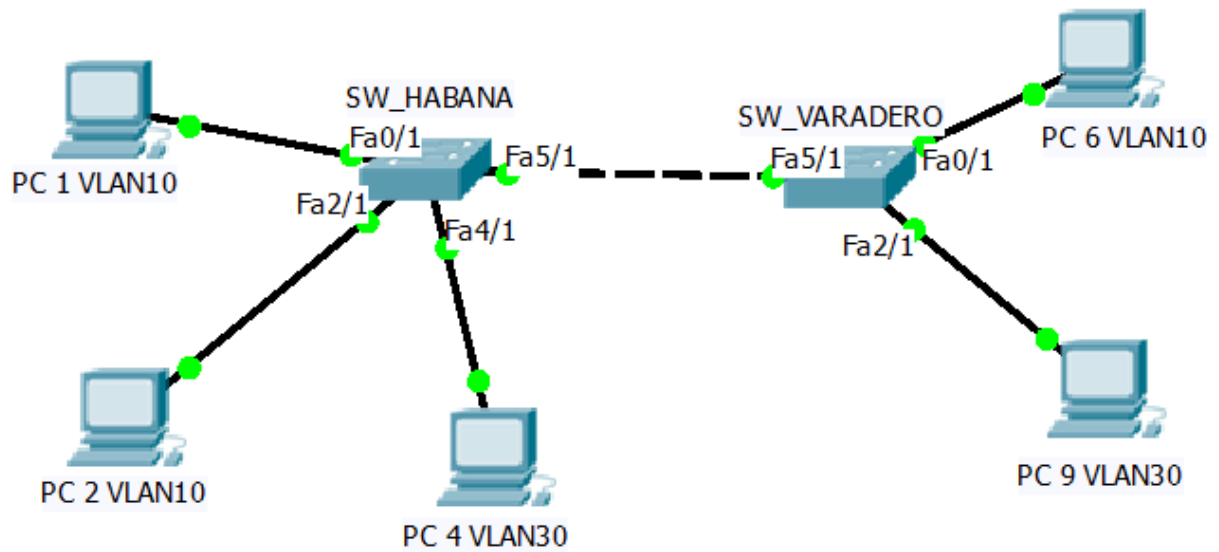 PC 1 VLAN10
SW_HABANA
Fa0/1
Fa5/1
Fa2/1
Fa4/1
PC 2 VLAN10
PC 4 VLAN30
SW_VARADERO
Fa5/1
Fa0/1
Fa2/1
PC 6 VLAN10
PC 9 VLAN30